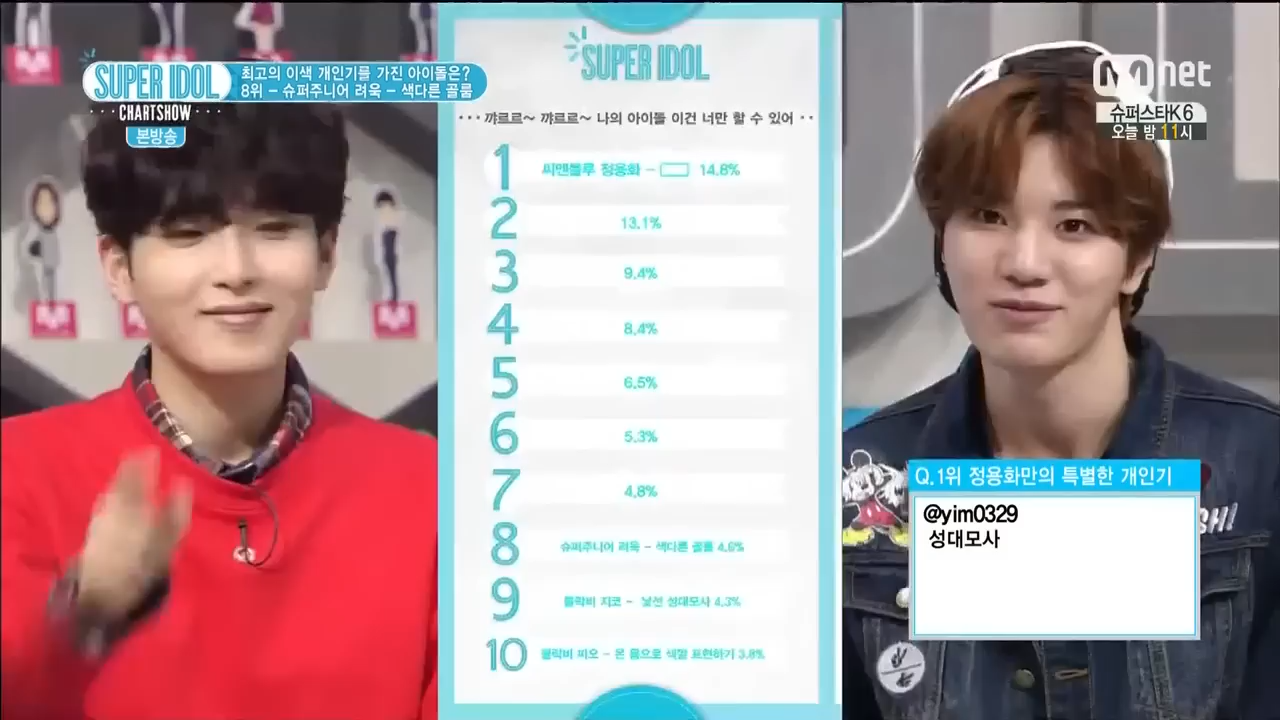 SUPER IDOL
CHARTSHOW
본방송
최고의 이색 개인기를 가진 아이돌은?
8위 - 슈퍼주니어 려욱 - 색다른 골룸
SUPER IDOL
··· 꺄르르~ 꺄르르~ 나의 아이돌 이건 너만 할 수 있어 ··
1 씨엔블루 정용화 - 14.8%
2 13.1%
3 9.4%
4 8.4%
5 6.5%
6 5.3%
7 4.8%
8 슈퍼주니어 려욱 - 색다른 골룸 4.6%
9 블락비 지코 - 낯선 성대모사 4.3%
10 블락비 피오 - 온 몸으로 색깔 표현하기 3.8%
Mnet
슈퍼스타K6
오늘 밤 11시
Q.1위 정용화만의 특별한 개인기
@yim0329
성대모사